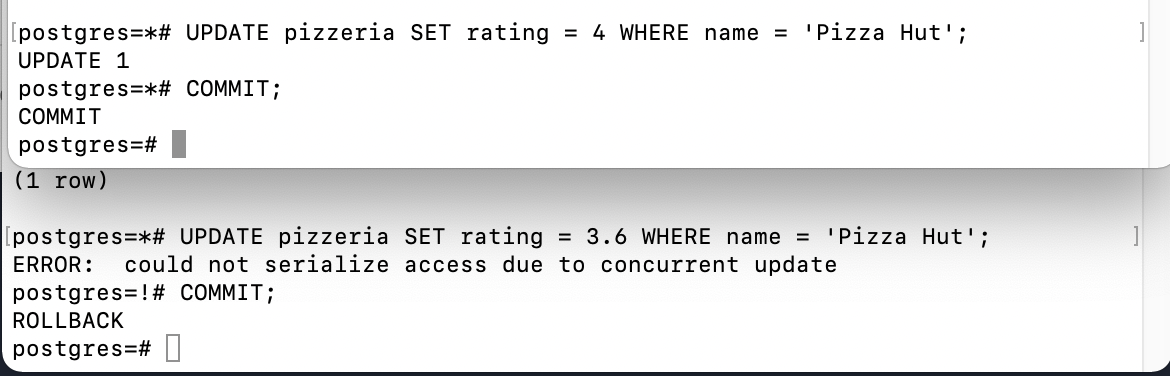 [postgres=*# UPDATE pizzeria SET rating = 4 WHERE name = 'Pizza Hut'; ]
UPDATE 1
postgres=*# COMMIT;
COMMIT
postgres=#
(1 row)
[postgres=*# UPDATE pizzeria SET rating = 3.6 WHERE name = 'Pizza Hut'; ]
ERROR:  could not serialize access due to concurrent update
postgres=!# COMMIT;
ROLLBACK
postgres=#